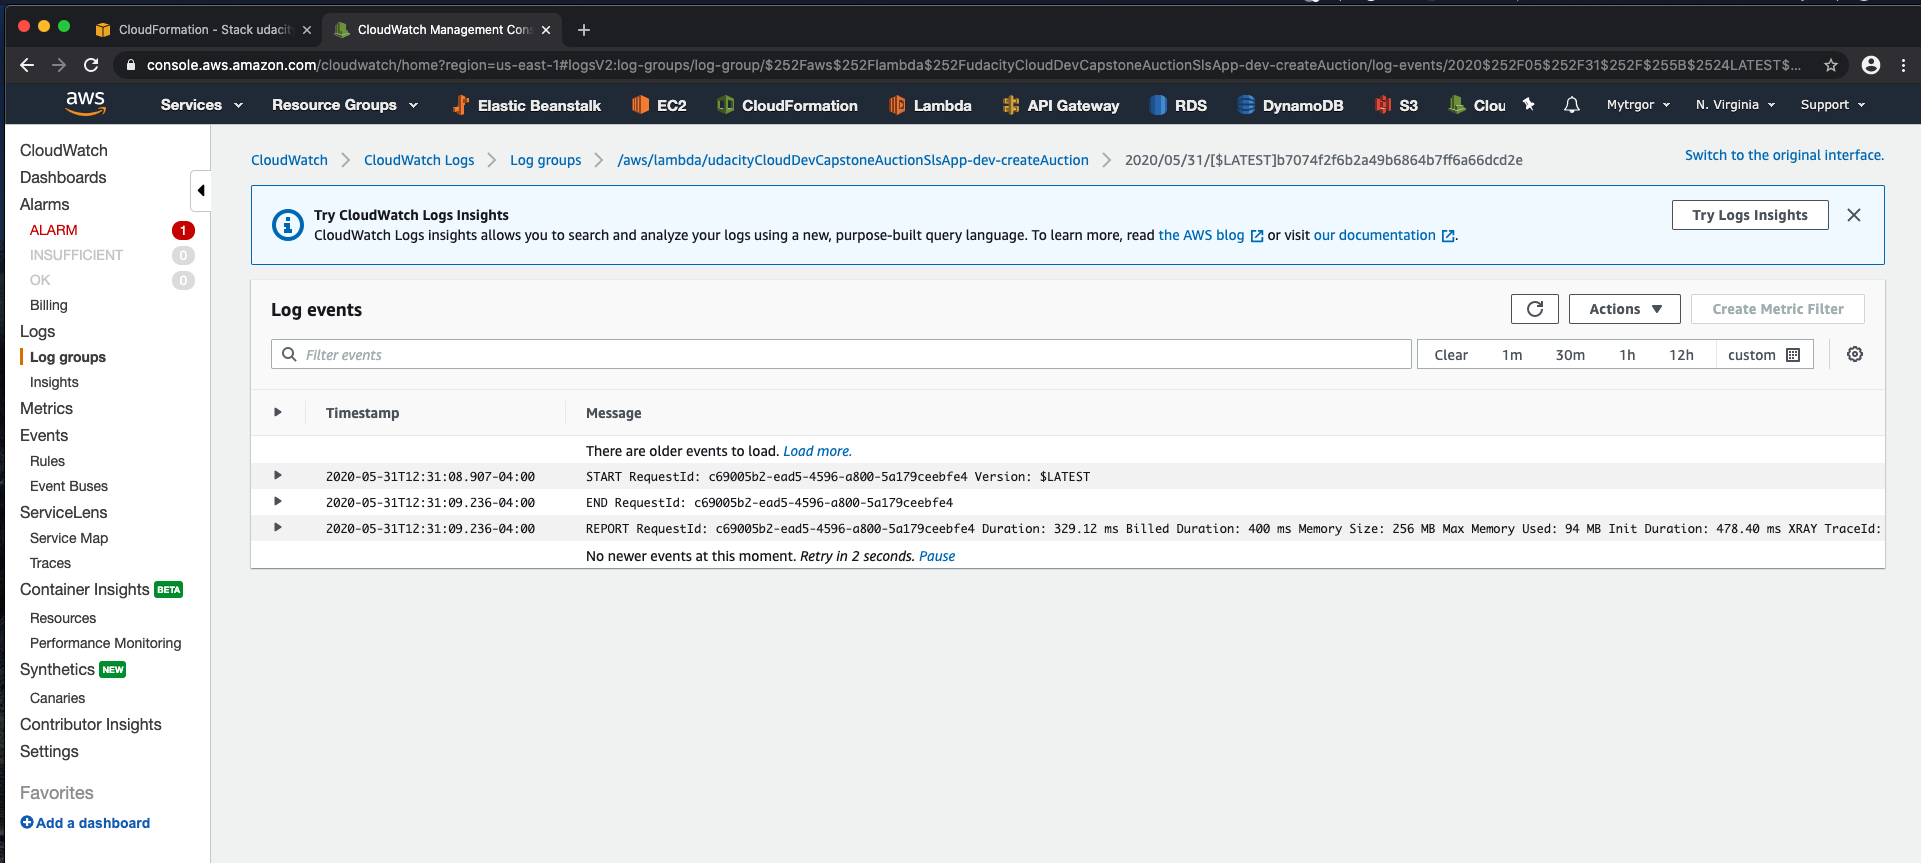 CloudFormation - Stack udacit
CloudWatch Management Con
console.aws.amazon.com/cloudwatch/home?region=us-east-1#logsV2:log-groups/log-group/$252Faws$252Flambda$252FudacityCloudDevCapstoneAuctionSlsApp-dev-createAuction/log-events/2020$252F05$252F31$252F$255B$2524LATEST$...
aws Services Resource Groups Elastic Beanstalk EC2 CloudFormation Lambda API Gateway RDS DynamoDB S3 Clou Mytrgor N. Virginia Support
CloudWatch
Dashboards
Alarms
ALARM 1
INSUFFICIENT 0
OK 0
Billing
Logs
Log groups
Insights
Metrics
Events
Rules
Event Buses
ServiceLens
Service Map
Traces
Container Insights BETA
Resources
Performance Monitoring
Synthetics NEW
Canaries
Contributor Insights
Settings
Favorites
Add a dashboard
CloudWatch CloudWatch Logs Log groups /aws/lambda/udacityCloudDevCapstoneAuctionSlsApp-dev-createAuction 2020/05/31/[$LATEST]b7074f2f6b2a49b6864b7ff6a66dcd2e
Switch to the original interface.
Try CloudWatch Logs Insights
CloudWatch Logs insights allows you to search and analyze your logs using a new, purpose-built query language. To learn more, read the AWS blog or visit our documentation .
Try Logs Insights
Log events
Actions
Create Metric Filter
Filter events
Clear 1m 30m 1h 12h custom
Timestamp Message
There are older events to load. Load more.
2020-05-31T12:31:08.907-04:00 START RequestId: c69005b2-ead5-4596-a800-5a179ceebfe4 Version: $LATEST
2020-05-31T12:31:09.236-04:00 END RequestId: c69005b2-ead5-4596-a800-5a179ceebfe4
2020-05-31T12:31:09.236-04:00 REPORT RequestId: c69005b2-ead5-4596-a800-5a179ceebfe4 Duration: 329.12 ms Billed Duration: 400 ms Memory Size: 256 MB Max Memory Used: 94 MB Init Duration: 478.40 ms XRAY TraceId:
No newer events at this moment. Retry in 2 seconds. Pause